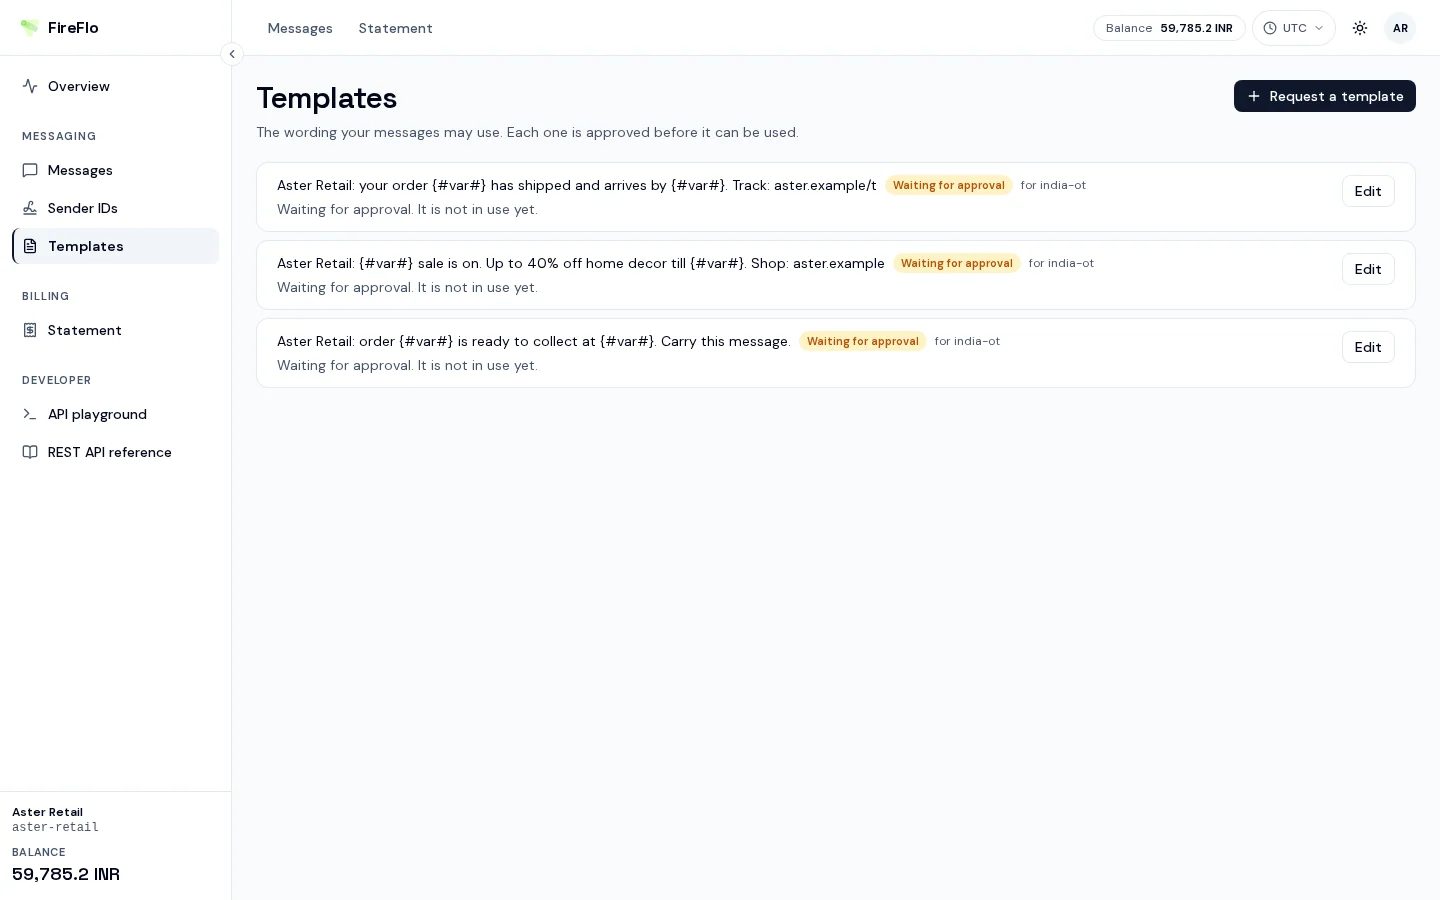 FireFlo
Messages
Statement
Balance 59,785.2 INR
UTC
AR
Overview
MESSAGING
Messages
Sender IDs
Templates
BILLING
Statement
DEVELOPER
API playground
REST API reference
Aster Retail
aster-retail
BALANCE
59,785.2 INR
Templates
Request a template
The wording your messages may use. Each one is approved before it can be used.
Aster Retail: your order {#var#} has shipped and arrives by {#var#}. Track: aster.example/t Waiting for approval for india-ot
Waiting for approval. It is not in use yet.
Edit
Aster Retail: {#var#} sale is on. Up to 40% off home decor till {#var#}. Shop: aster.example Waiting for approval for india-ot
Waiting for approval. It is not in use yet.
Edit
Aster Retail: order {#var#} is ready to collect at {#var#}. Carry this message. Waiting for approval for india-ot
Waiting for approval. It is not in use yet.
Edit